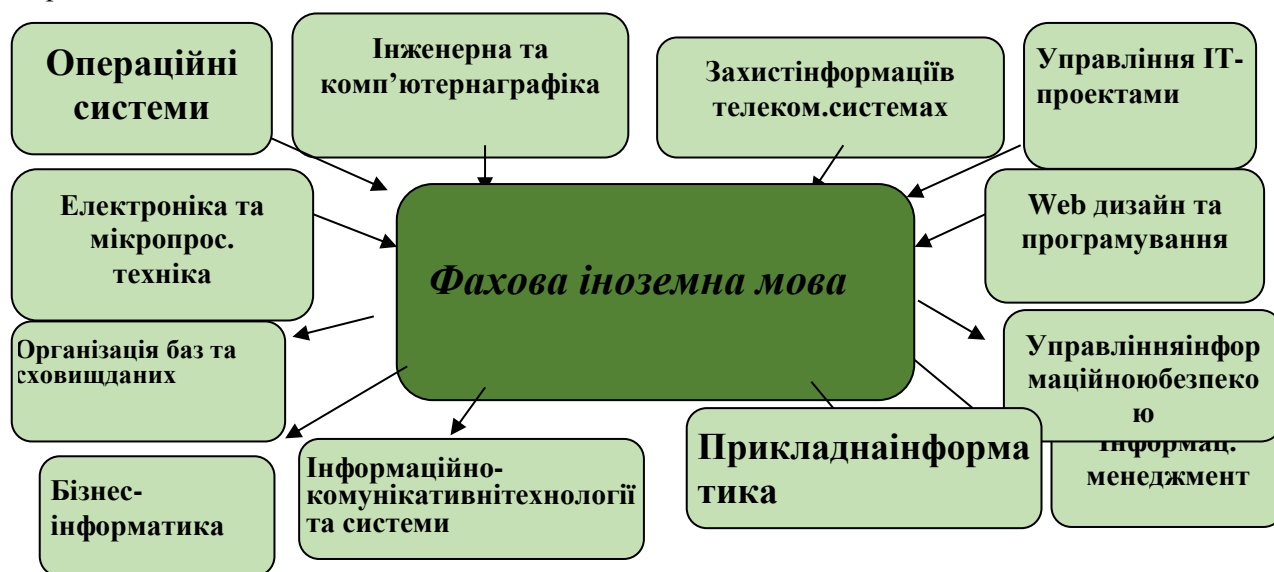 Операційні
системи
Інженерна та
комп’ютернаграфіка
Захистінформаціїв
телеком.системах
Управління ІТ-
проектами
Електроніка та
мікропрос.
техніка
Web дизайн та
програмування
Фахова іноземна мова
Організація баз та
сховищданих
Управлінняінфор
маційноюбезпеко
ю
Прикладнаінформа
тика
Інформац.
менеджмент
Інформаційно-
комунікативнітехнології
та системи
Бізнес-
інформатика